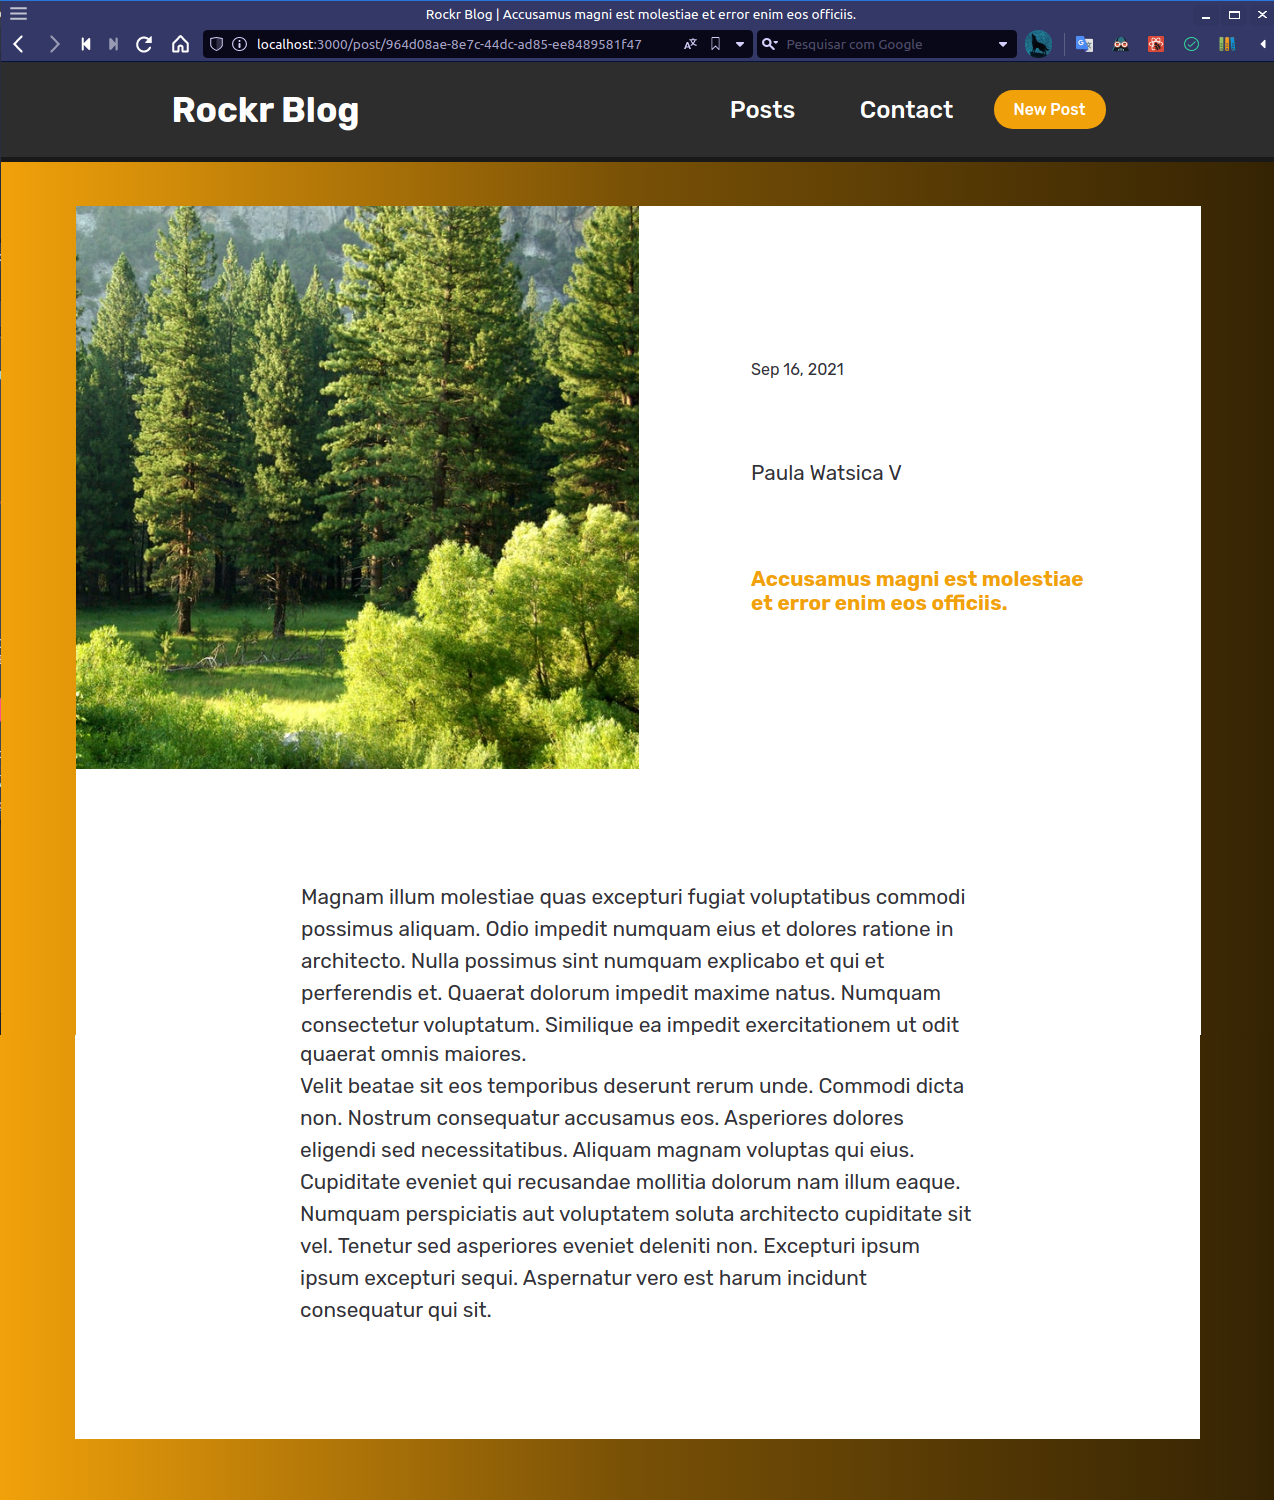 Rockr Blog | Accusamus magni est molestiae et error enim eos officiis.
localhost:3000/post/964d08ae-8e7c-44dc-ad85-ee8489581f47
Pesquisar com Google
Rockr Blog
Posts
Contact
New Post
Sep 16, 2021
Paula Watsica V
Accusamus magni est molestiae
et error enim eos officiis.
Magnam illum molestiae quas excepturi fugiat voluptatibus commodi
possimus aliquam. Odio impedit numquam eius et dolores ratione in
architecto. Nulla possimus sint numquam explicabo et qui et
perferendis et. Quaerat dolorum impedit maxime natus. Numquam
consectetur voluptatum. Similique ea impedit exercitationem ut odit
quaerat omnis maiores.
Velit beatae sit eos temporibus deserunt rerum unde. Commodi dicta
non. Nostrum consequatur accusamus eos. Asperiores dolores
eligendi sed necessitatibus. Aliquam magnam voluptas qui eius.
Cupiditate eveniet qui recusandae mollitia dolorum nam illum eaque.
Numquam perspiciatis aut voluptatem soluta architecto cupiditate sit
vel. Tenetur sed asperiores eveniet deleniti non. Excepturi ipsum
ipsum excepturi sequi. Aspernatur vero est harum incidunt
consequatur qui sit.